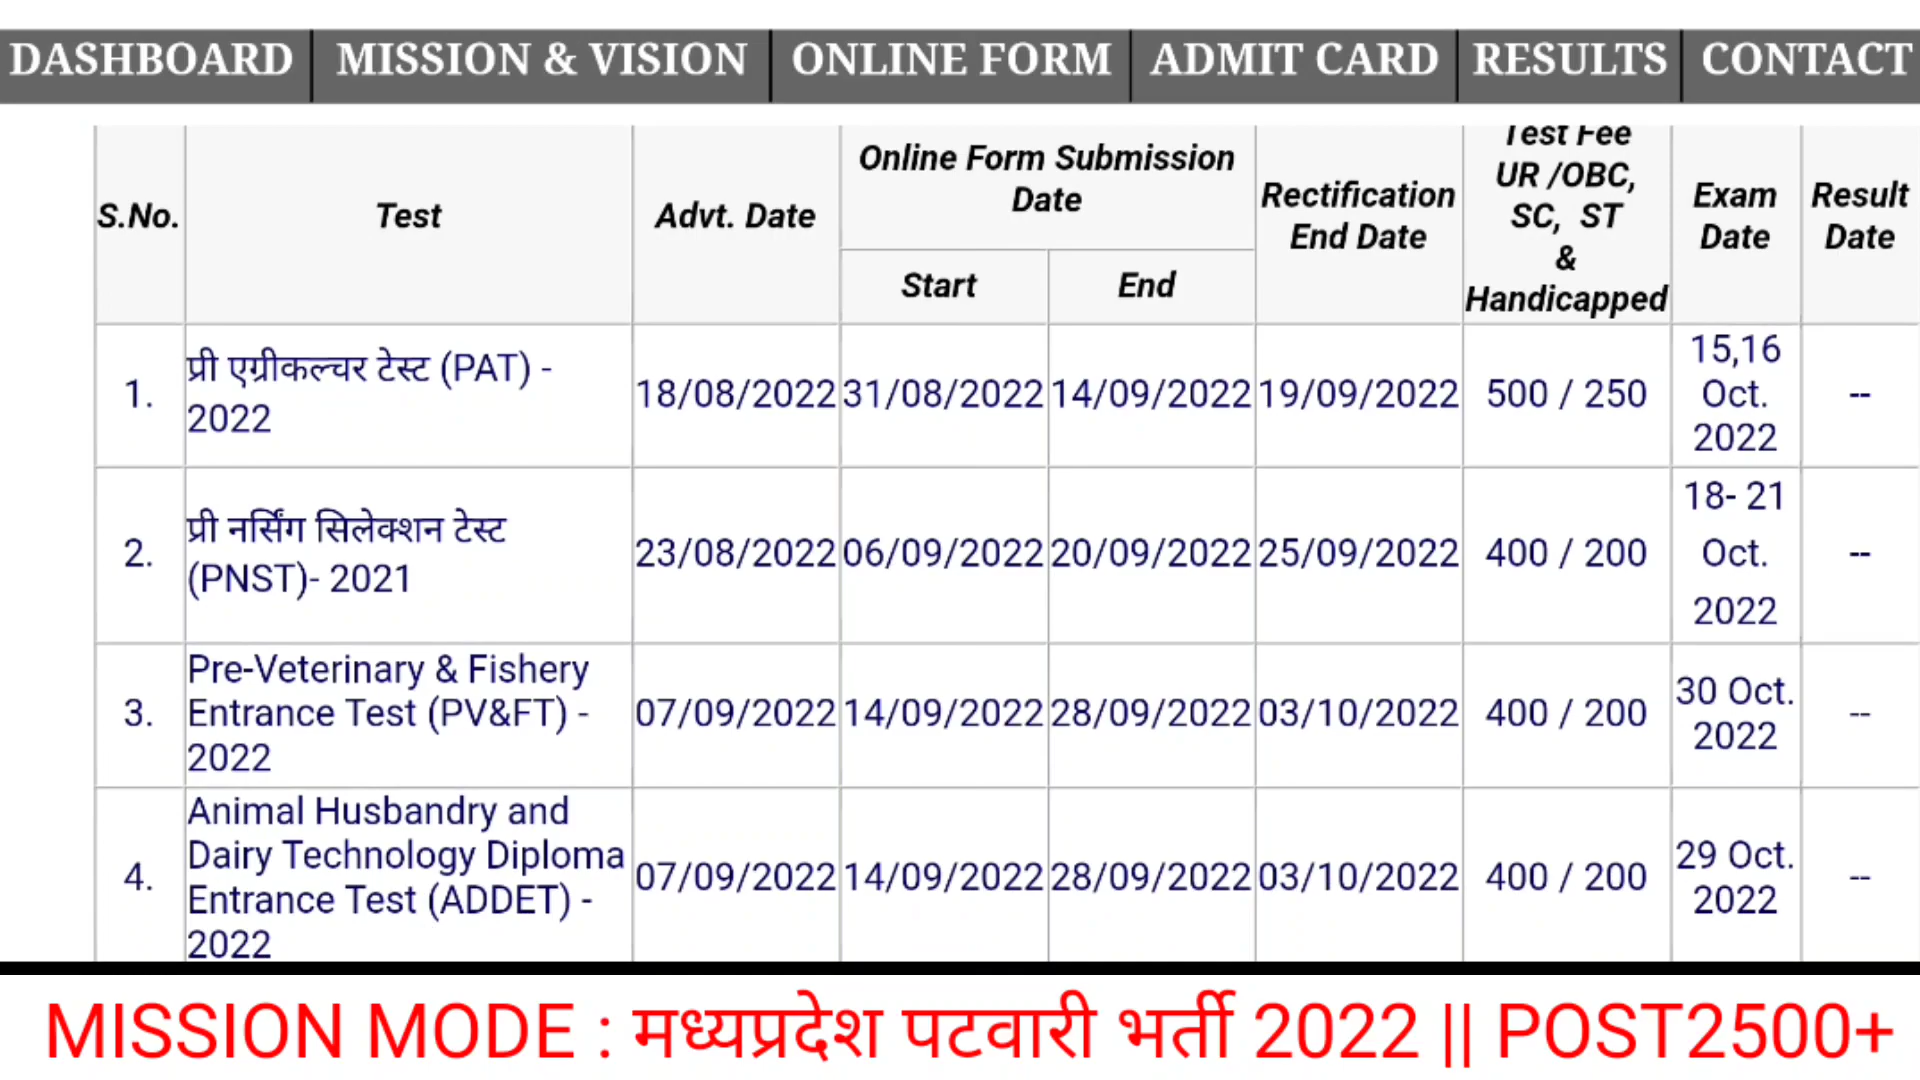 DASHBOARD MISSION & VISION ONLINE FORM ADMIT CARD RESULTS CONTACT
S.No.
Test
Advt. Date
Online Form Submission
Date
Start
End
Rectification
End Date
Test Fee
UR /OBC,
SC, ST
&
Handicapped
Exam
Date
Result
Date
1.
प्री एग्रीकल्चर टेस्ट (PAT) -
2022
18/08/2022
31/08/2022
14/09/2022
19/09/2022
500 / 250
15,16
Oct.
2022
--
2.
प्री नर्सिंग सिलेक्शन टेस्ट
(PNST)- 2021
23/08/2022
06/09/2022
20/09/2022
25/09/2022
400 / 200
18- 21
Oct.
2022
--
3.
Pre-Veterinary & Fishery
Entrance Test (PV&FT) -
2022
07/09/2022
14/09/2022
28/09/2022
03/10/2022
400 / 200
30 Oct.
2022
--
4.
Animal Husbandry and
Dairy Technology Diploma
Entrance Test (ADDET) -
2022
07/09/2022
14/09/2022
28/09/2022
03/10/2022
400 / 200
29 Oct.
2022
--
MISSION MODE : मध्यप्रदेश पटवारी भर्ती 2022 || POST2500+